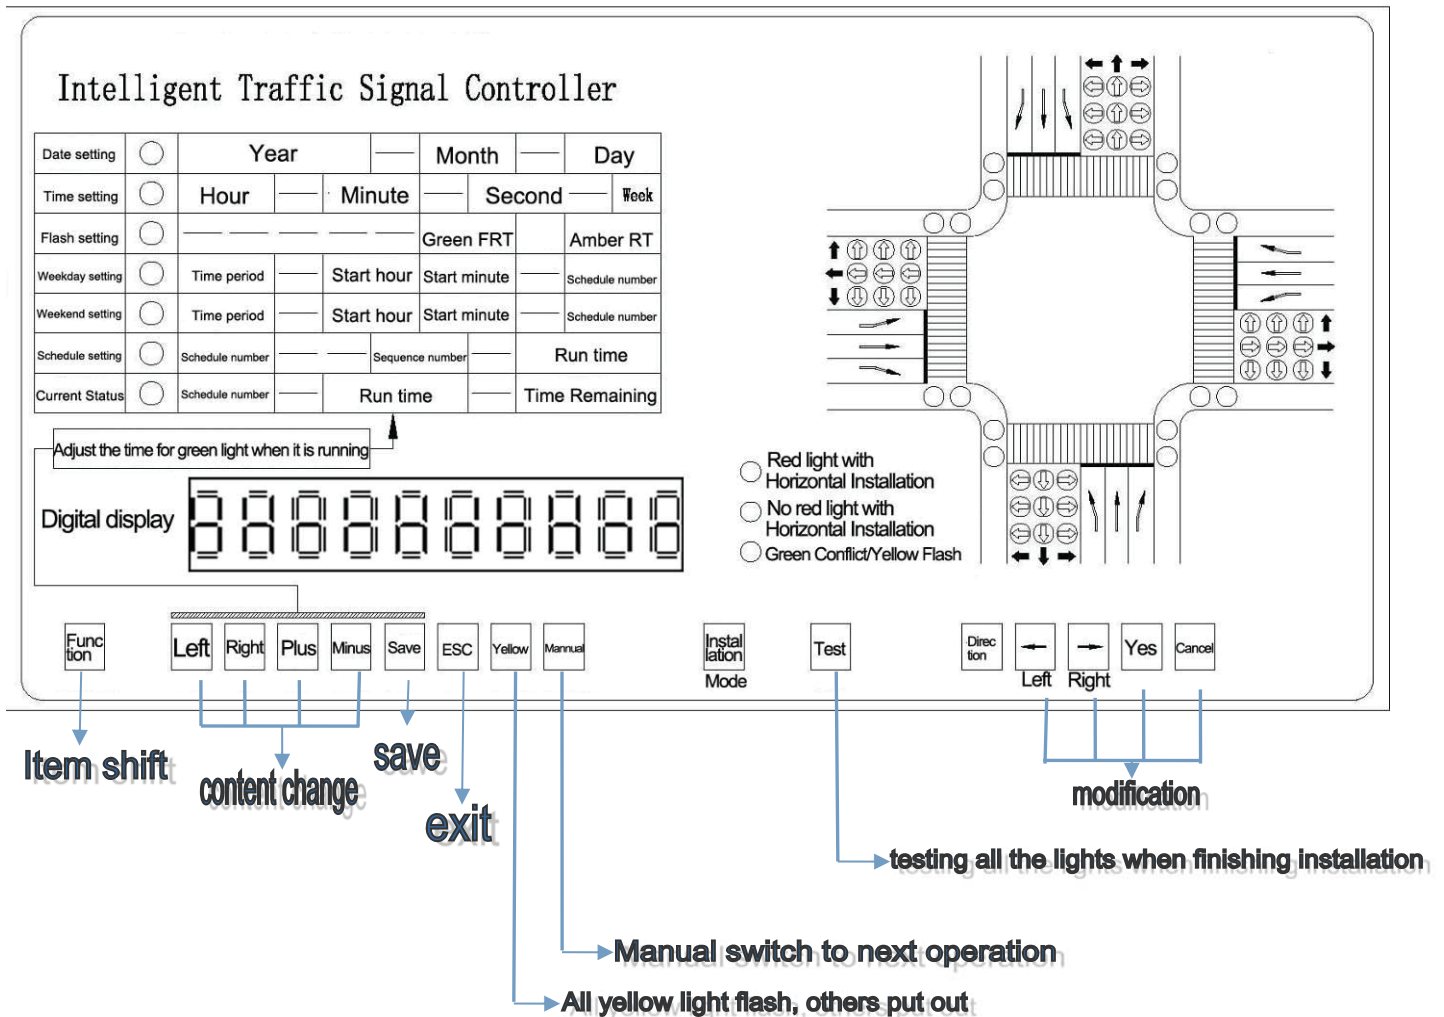 Intelligent Traffic Signal Controller
Date setting Year Month Day
Time setting Hour Minute Second Week
Flash setting Green FRT Amber RT
Weekday setting Time period Start hour Start minute Schedule number
Weekend setting Time period Start hour Start minute Schedule number
Schedule setting Schedule number Sequence number Run time
Current Status Schedule number Run time Time Remaining
Adjust the time for green light when it is running
Digital display
Red light with
Horizontal Installation
No red light with
Horizontal Installation
Green Conflict/Yellow Flash
Func
tion
Left
Right
Plus
Minus
Save
ESC
Yellow
Mannual
Instal
lation
Mode
Test
Direc
tion
Left
Right
Yes
Cancel
Item shift
content change
save
exit
modification
testing all the lights when finishing installation
Manual switch to next operation
All yellow light flash, others put out